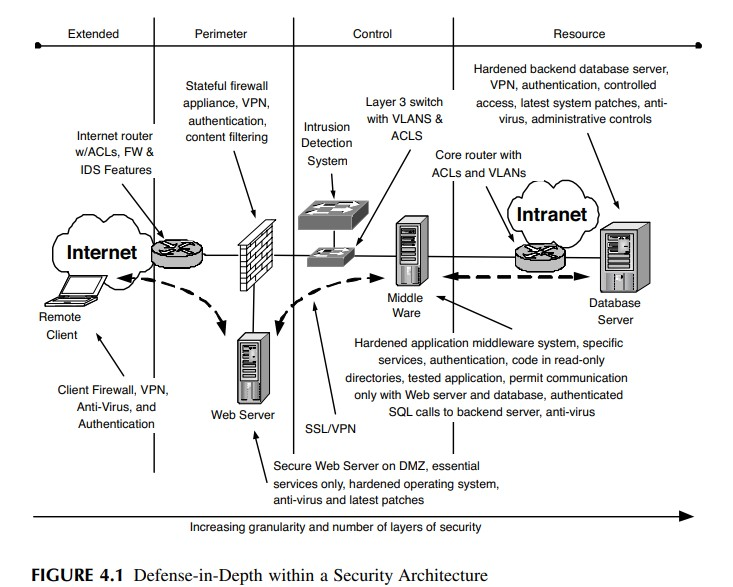 Extended
Perimeter
Control
Resource
Hardened backend database server,
VPN, authentication, controlled
access, latest system patches, anti-
virus, administrative controls
Stateful firewall
appliance, VPN,
authentication,
content filtering
Layer 3 switch
with VLANS &
ACLS
Internet router
w/ACLs, FW &
IDS Features
Intrusion
Detection
System
Core router with
ACLs and VLANs
Internet
Intranet
Remote
Client
Middle
Ware
Database
Server
Client Firewall, VPN,
Anti-Virus, and
Authentication
Web Server
SSL/VPN
Hardened application middleware system, specific
services, authentication, code in read-only
directories, tested application, permit communication
only with Web server and database, authenticated
SQL calls to backend server, anti-virus
Secure Web Server on DMZ, essential
services only, hardened operating system,
anti-virus and latest patches
Increasing granularity and number of layers of security
FIGURE 4.1 Defense-in-Depth within a Security Architecture